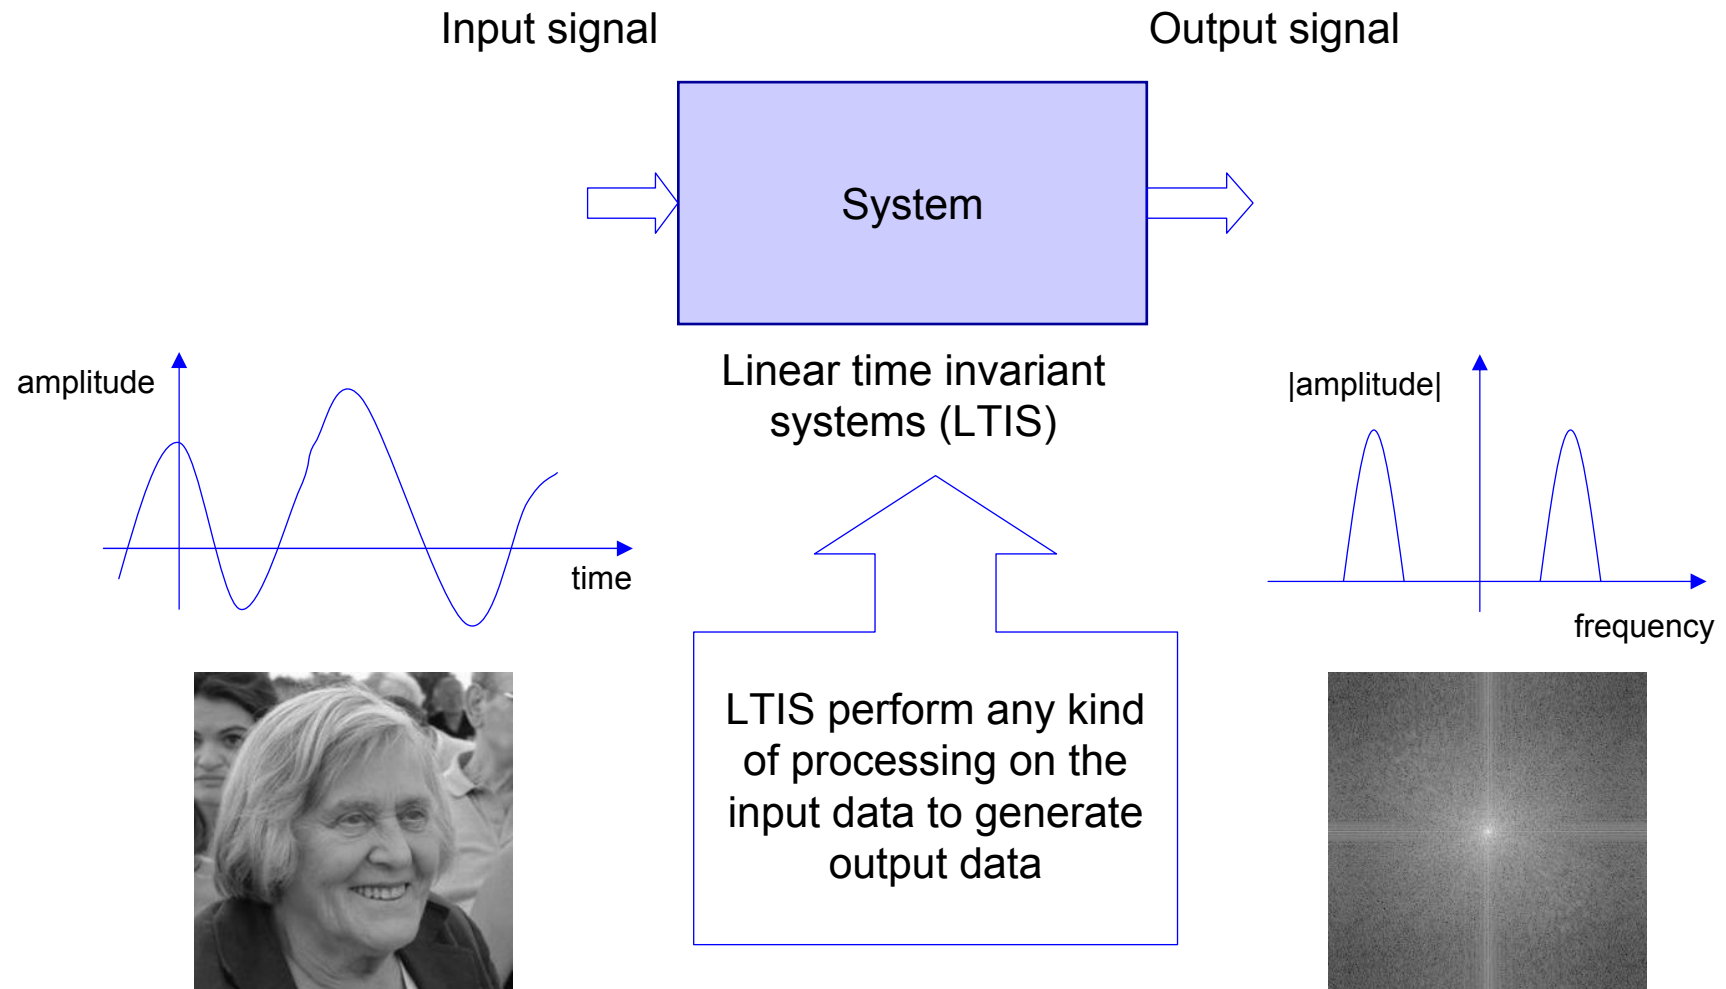 Input signal
Output signal
System
Linear time invariant
systems (LTIS)
amplitude
time
|amplitude|
frequency
LTIS perform any kind
of processing on the
input data to generate
output data